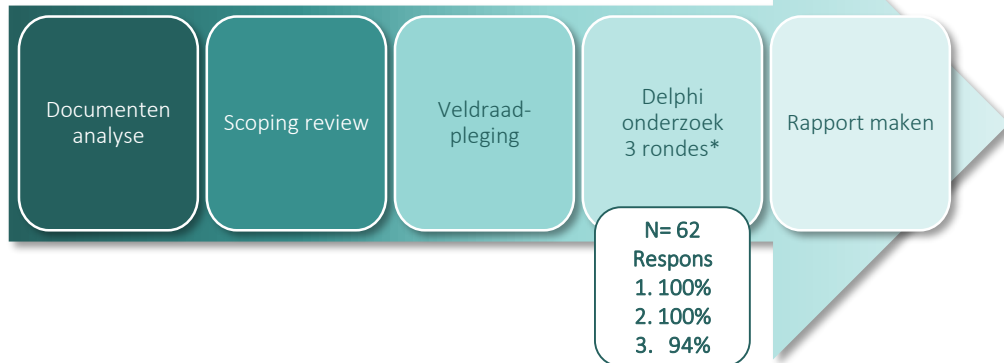 Documenten
analyse
Scoping review
Veldraad-
pleging
Delphi
onderzoek
3 rondes*
Rapport maken
N= 62
Respons
1. 100%
2. 100%
3. 94%